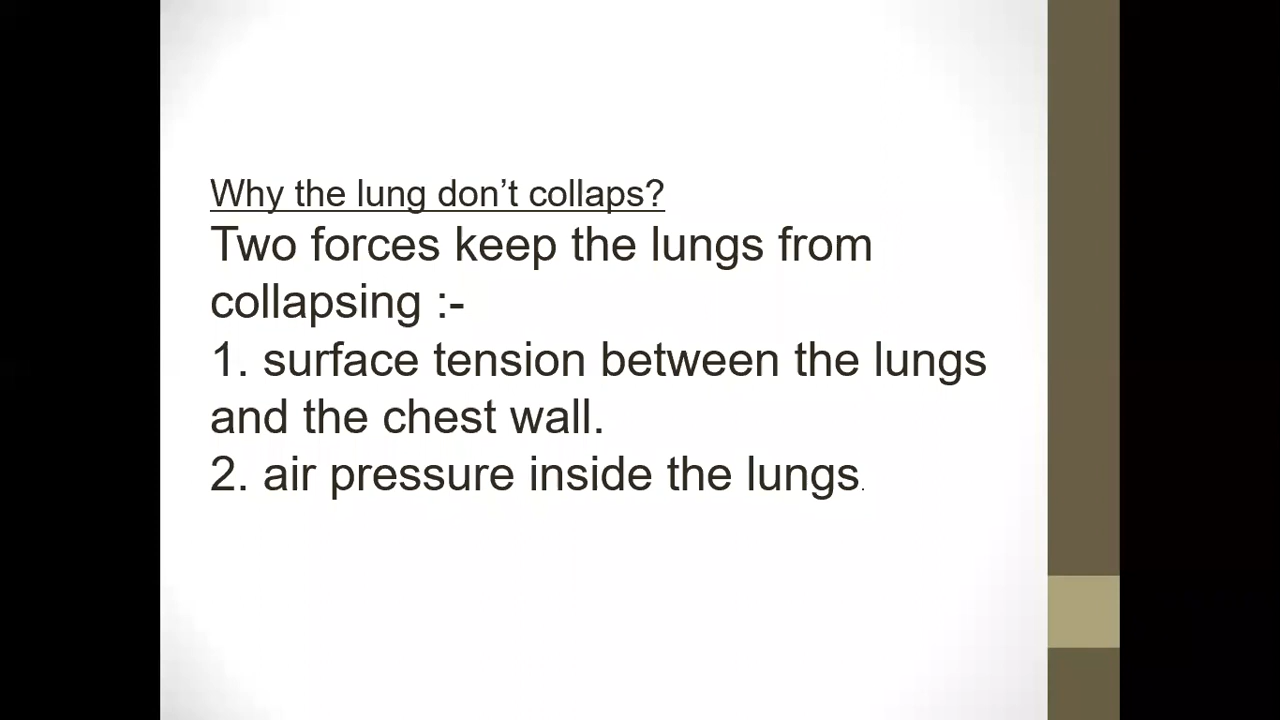 Why the lung don’t collaps?
Two forces keep the lungs from
collapsing :-
1. surface tension between the lungs
and the chest wall.
2. air pressure inside the lungs.